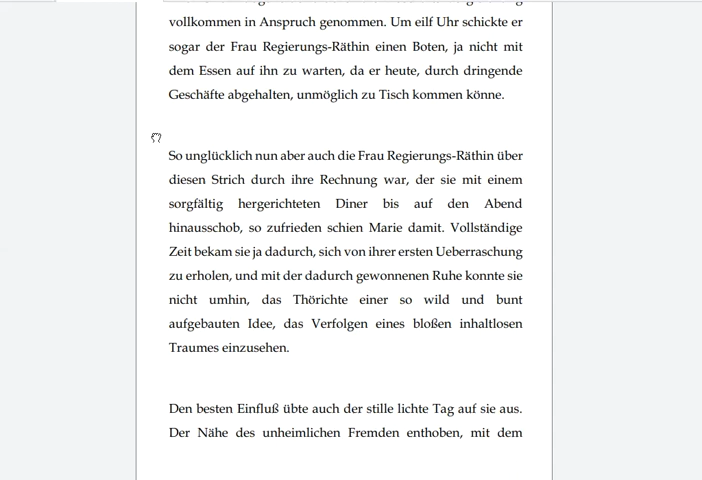 vollkommen in Anspruch genommen. Um eilf Uhr schickte er
sogar der Frau Regierungs-Räthin einen Boten, ja nicht mit
dem Essen auf ihn zu warten, da er heute, durch dringende
Geschäfte abgehalten, unmöglich zu Tisch kommen könne.
So unglücklich nun aber auch die Frau Regierungs-Räthin über
diesen Strich durch ihre Rechnung war, der sie mit einem
sorgfältig hergerichteten Diner bis auf den Abend
hinausschob, so zufrieden schien Marie damit. Vollständige
Zeit bekam sie ja dadurch, sich von ihrer ersten Ueberraschung
zu erholen, und mit der dadurch gewonnenen Ruhe konnte sie
nicht umhin, das Thörichte einer so wild und bunt
aufgebauten Idee, das Verfolgen eines bloßen inhaltlosen
Traumes einzusehen.
Den besten Einfluß übte auch der stille lichte Tag auf sie aus.
Der Nähe des unheimlichen Fremden enthoben, mit dem